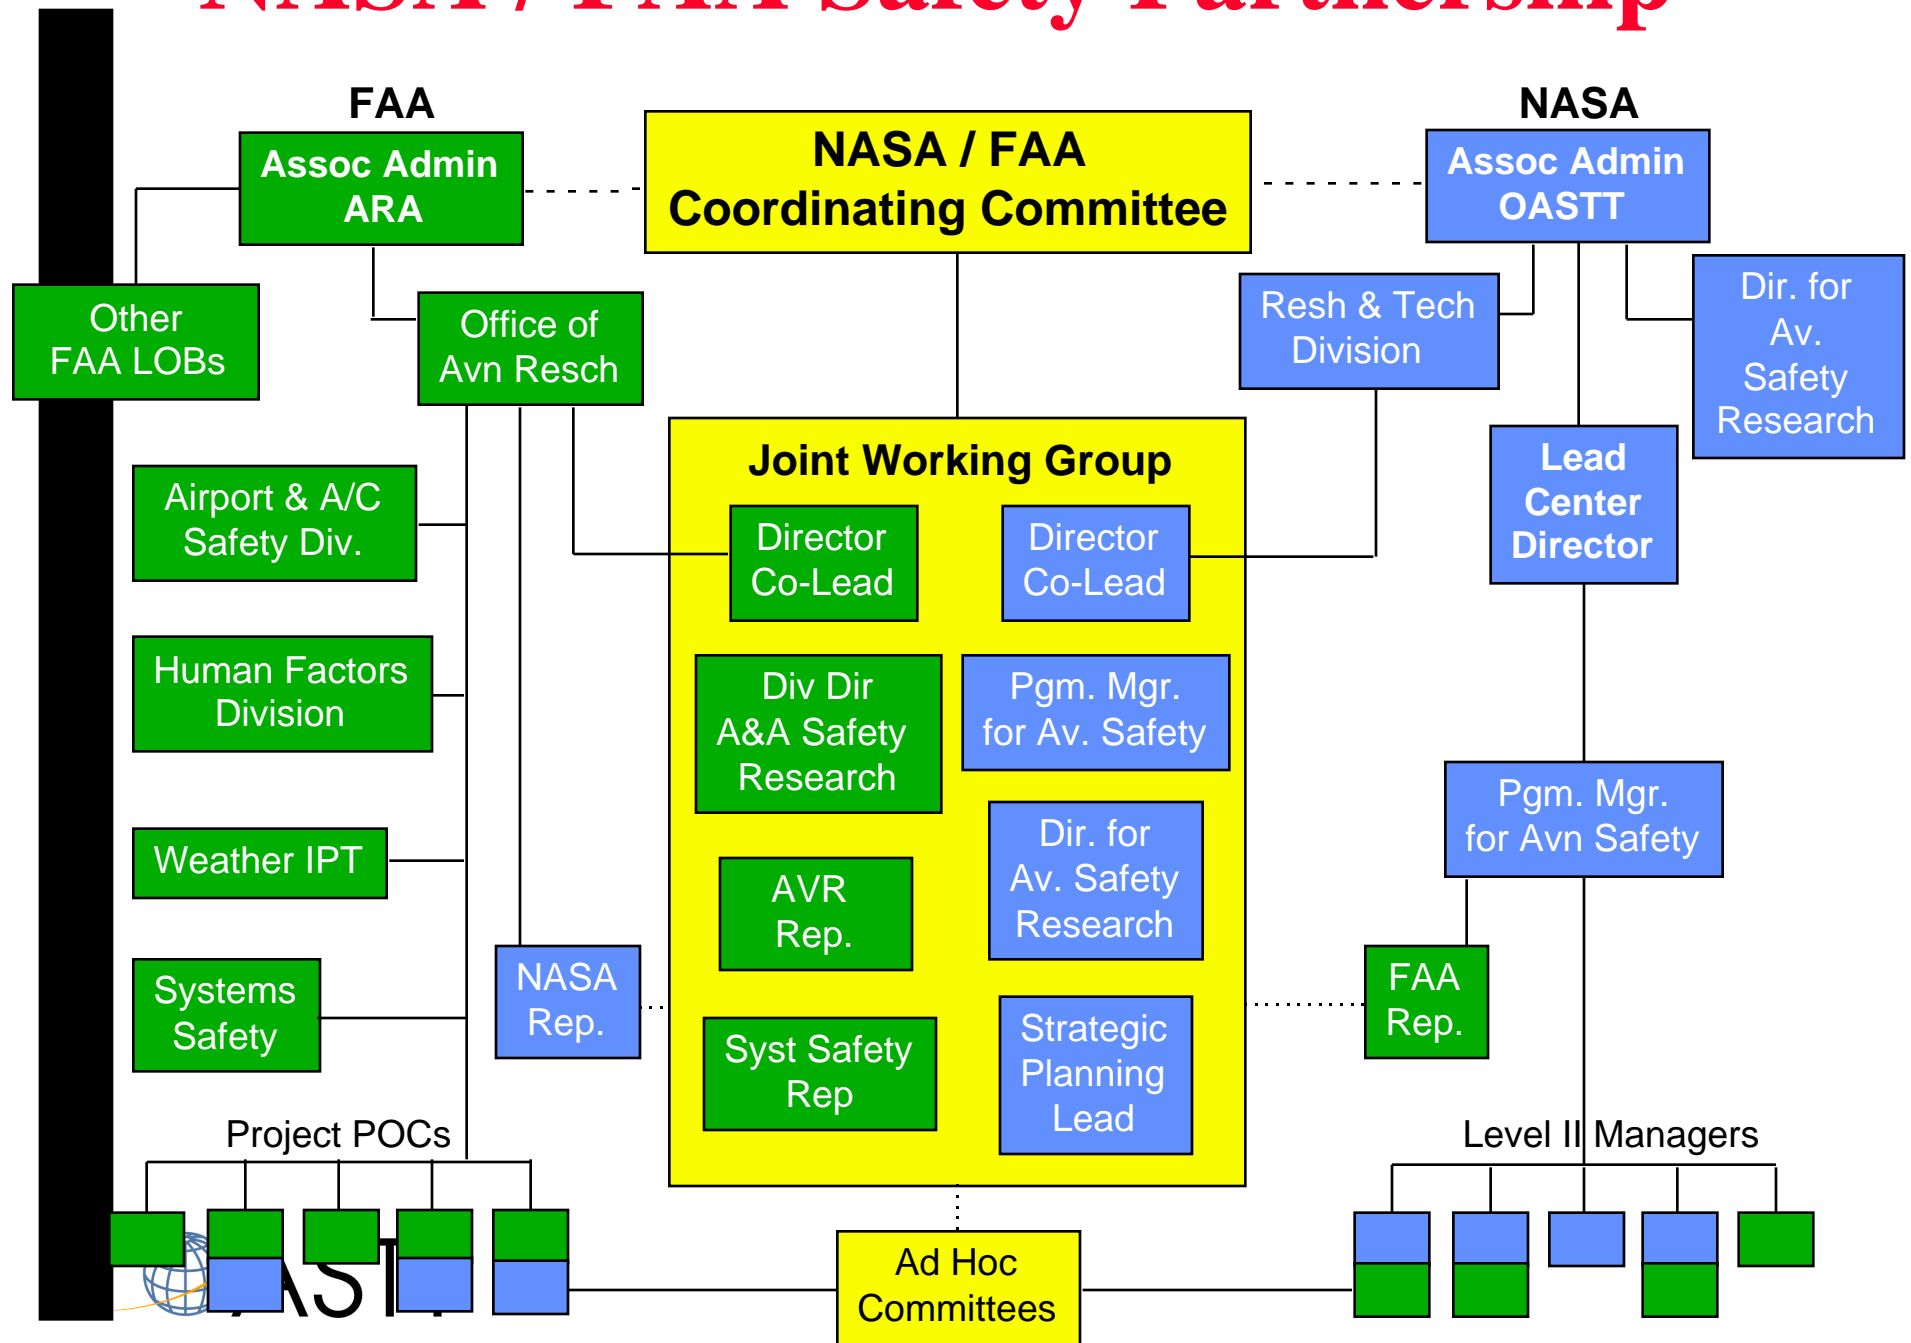 NASA / FAA Safety Partnership
FAA
NASA
Assoc Admin
ARA
NASA / FAA
Coordinating Committee
Assoc Admin
OASTT
Other
FAA LOBs
Office of
Avn Resch
Resh & Tech
Division
Dir. for
Av.
Safety
Research
Joint Working Group
Lead
Center
Director
Airport & A/C
Safety Div.
Director
Co-Lead
Director
Co-Lead
Human Factors
Division
Div Dir
A&A Safety
Research
Pgm. Mgr.
for Av. Safety
Pgm. Mgr.
for Avn Safety
Weather IPT
AVR
Rep.
Dir. for
Av. Safety
Research
Systems
Safety
NASA
Rep.
Syst Safety
Rep
Strategic
Planning
Lead
FAA
Rep.
Project POCs
Level II Managers
Ad Hoc
Committees